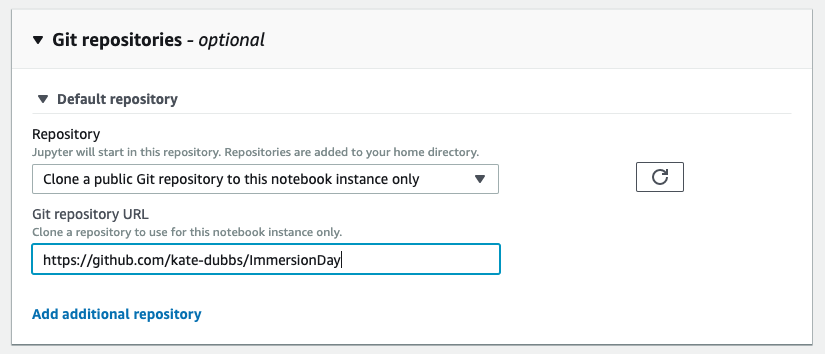 Git repositories - optional
Default repository
Repository
Jupyter will start in this repository. Repositories are added to your home directory.
Clone a public Git repository to this notebook instance only
Git repository URL
Clone a repository to use for this notebook instance only.
https://github.com/kate-dubbs/ImmersionDay
Add additional repository